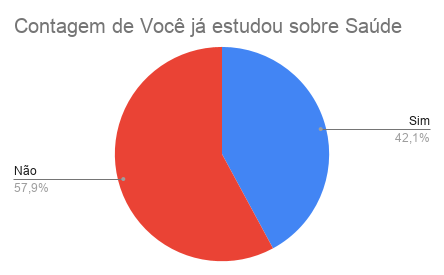 Contagem de Você já estudou sobre Saúde
Sim
42,1%
Não
57,9%